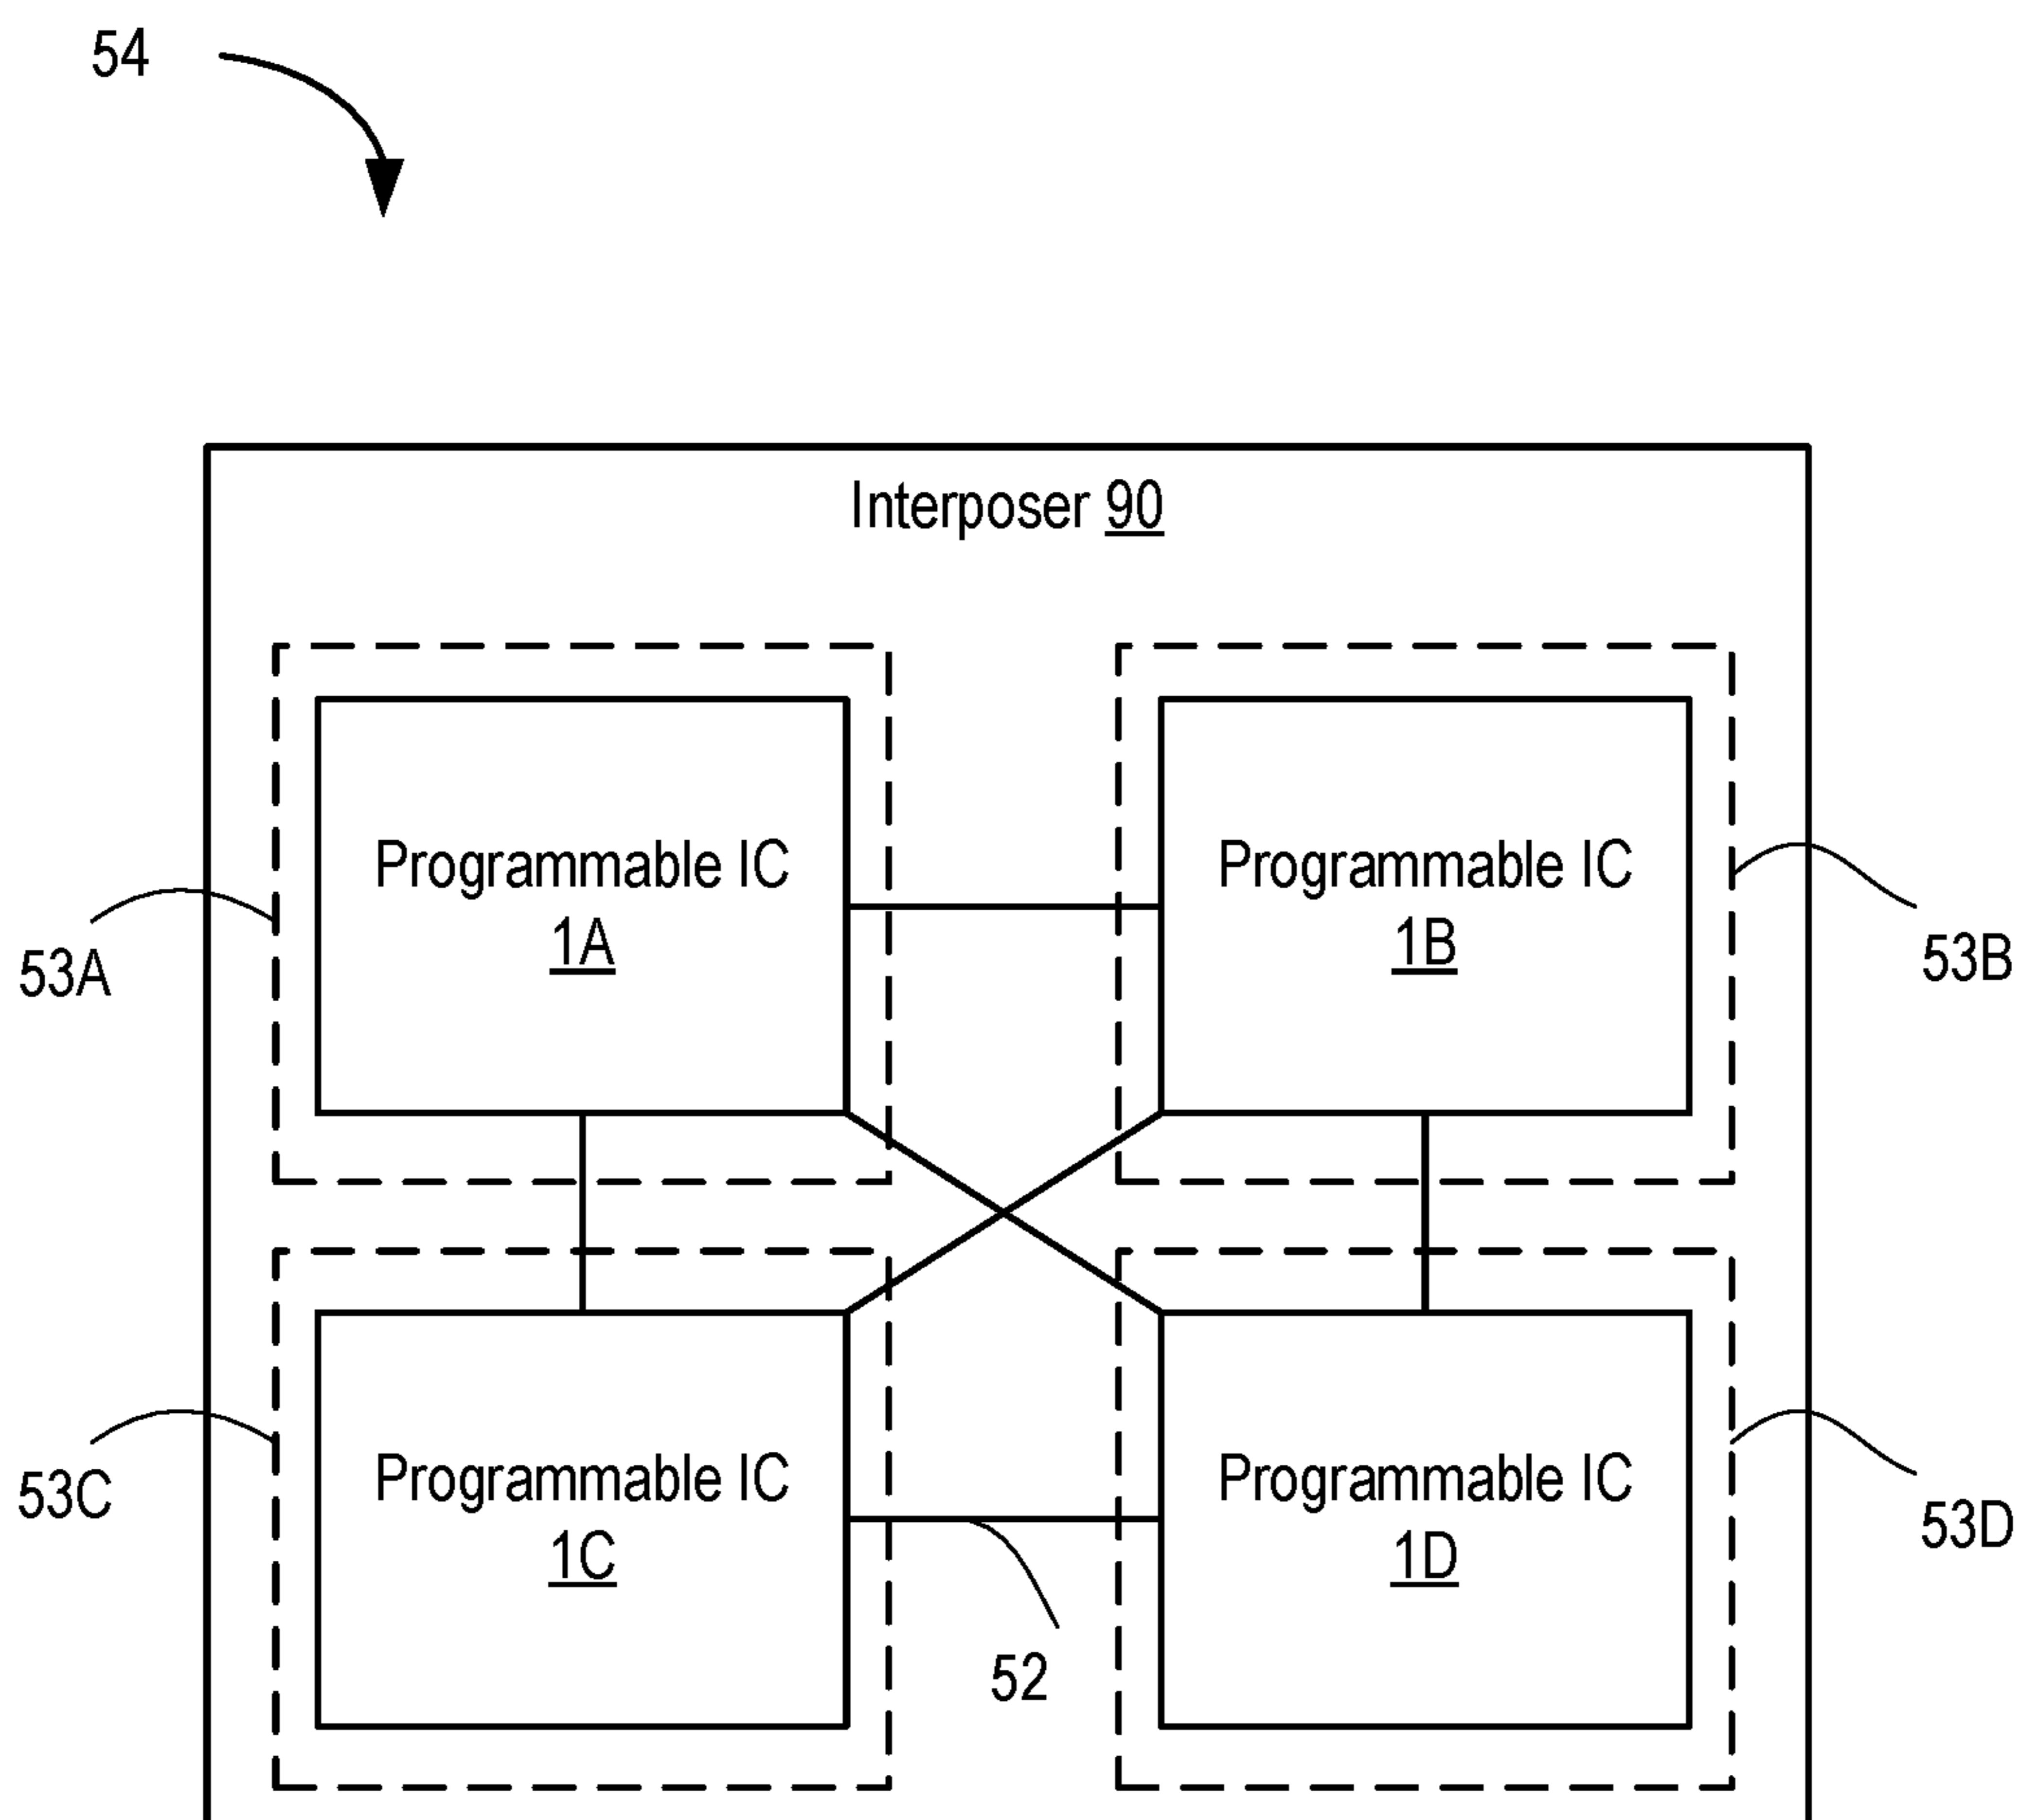 54
Interposer 90
Programmable IC
1A
Programmable IC
1B
53A
53B
Programmable IC
1C
Programmable IC
1D
53C
53D
52